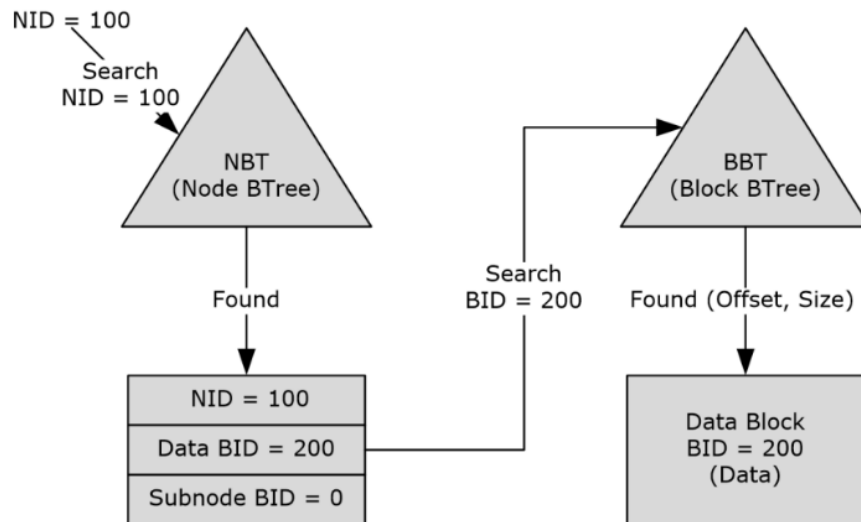 NID = 100
Search
NID = 100
NBT
(Node BTree)
Found
NID = 100
Data BID = 200
Subnode BID = 0
Search
BID = 200
BBT
(Block BTree)
Found (Offset, Size)
Data Block
BID = 200
(Data)